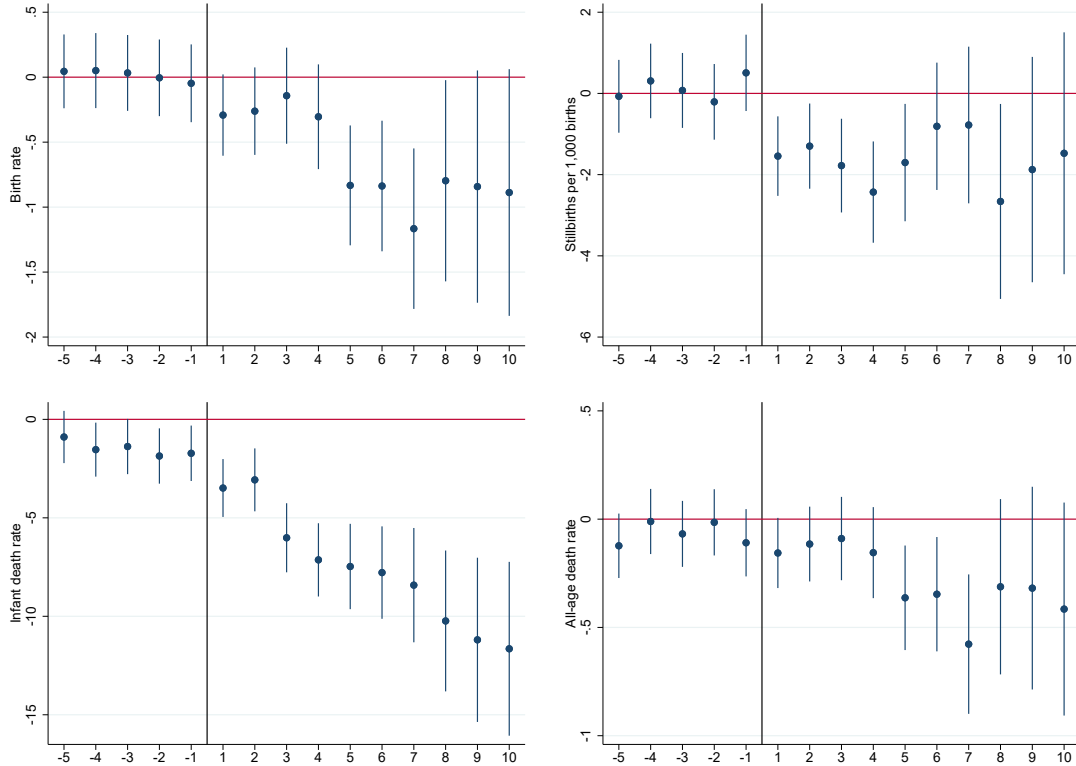 Birth rate
.5
0
-.5
-1
-1.5
-2
-5 -4 -3 -2 -1 1 2 3 4 5 6 7 8 9 10
Stillbirths per 1,000 births
2
0
-2
-4
-6
-5 -4 -3 -2 -1 1 2 3 4 5 6 7 8 9 10
Infant death rate
0
-5
-10
-15
-5 -4 -3 -2 -1 1 2 3 4 5 6 7 8 9 10
All-age death rate
.5
0
-.5
-1
-5 -4 -3 -2 -1 1 2 3 4 5 6 7 8 9 10